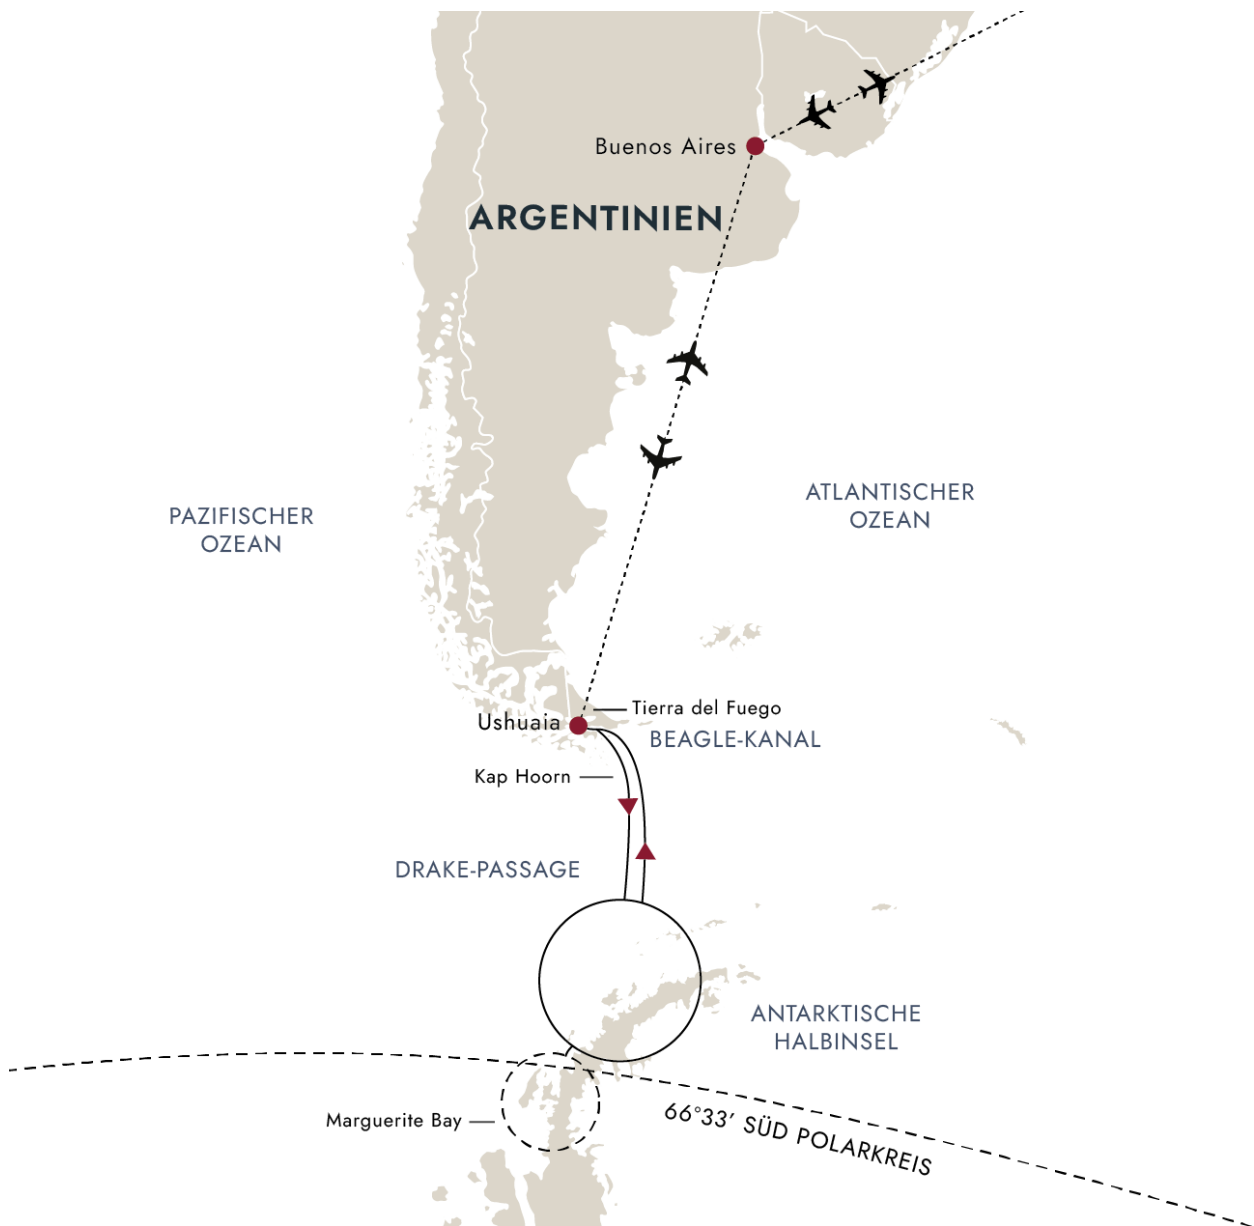 Buenos Aires
ARGENTINIEN
ATLANTISCHER
OZEAN
PAZIFISCHER
OZEAN
Tierra del Fuego
Ushuaia
BEAGLE-KANAL
Kap Hoorn
DRAKE-PASSAGE
ANTARKTISCHE
HALBINSEL
Marguerite Bay
66°33’ SÜD POLARKREIS